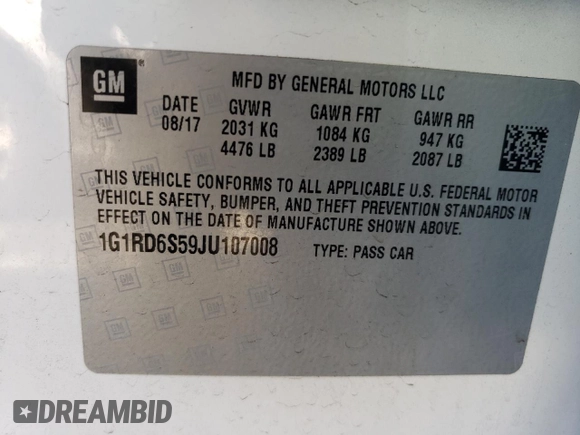 GM ®
MFD BY GENERAL MOTORS LLC
DATE GVWR GAWR FRT GAWR RR
08/17 2031 KG 1084 KG 947 KG
4476 LB 2389 LB 2087 LB
THIS VEHICLE CONFORMS TO ALL APPLICABLE U.S. FEDERAL MOTOR
VEHICLE SAFETY, BUMPER, AND THEFT PREVENTION STANDARDS IN
EFFECT ON THE DATE OF MANUFACTURE SHOWN ABOVE.
1G1RD6S59JU107008 TYPE: PASS CAR
DREAMBID